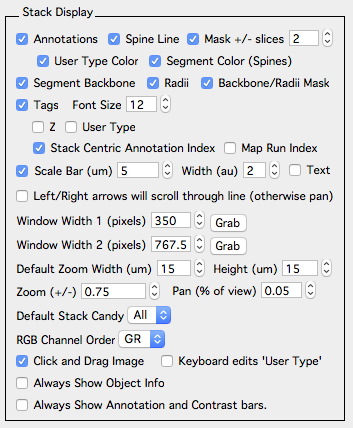 Stack Display
Annotations Spine Line Mask +/- slices 2
User Type Color Segment Color (Spines)
Segment Backbone Radii Backbone/Radii Mask
Tags Font Size 12
Z User Type
Stack Centric Annotation Index Map Run Index
Scale Bar (um) 5 Width (au) 2 Text
Left/Right arrows will scroll through line (otherwise pan)
Window Width 1 (pixels) 350 Grab
Window Width 2 (pixels) 767.5 Grab
Default Zoom Width (um) 15 Height (um) 15
Zoom (+/-) 0.75 Pan (% of view) 0.05
Default Stack Candy All
RGB Channel Order GR
Click and Drag Image Keyboard edits 'User Type'
Always Show Object Info
Always Show Annotation and Contrast bars.